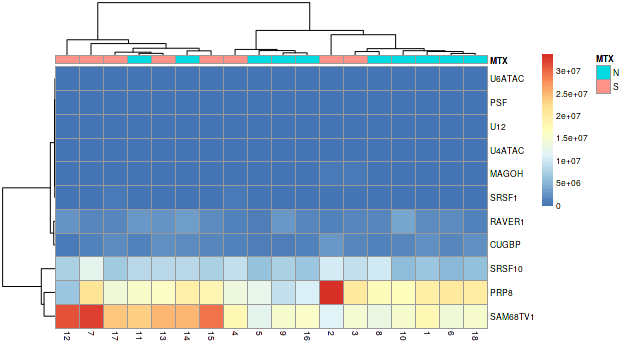 MTX
U6ATAC
PSF
U12
U4ATAC
MAGOH
SRSF1
RAVER1
CUGBP
SRSF10
PRP8
SAM68TV1
12 7 17 11 13 14 15 4 5 9 16 2 3 8 10 1 6 18
3e+07
2.5e+07
2e+07
1.5e+07
1e+07
5e+06
0
MTX
N
S